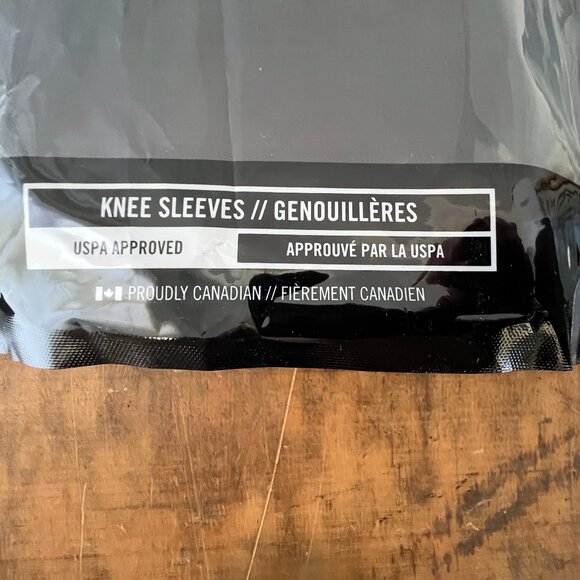 KNEE SLEEVES // GENOUILLÈRES
USPA APPROVED APPROUVÉ PAR LA USPA
PROUDLY CANADIAN // FIÈREMENT CANADIEN